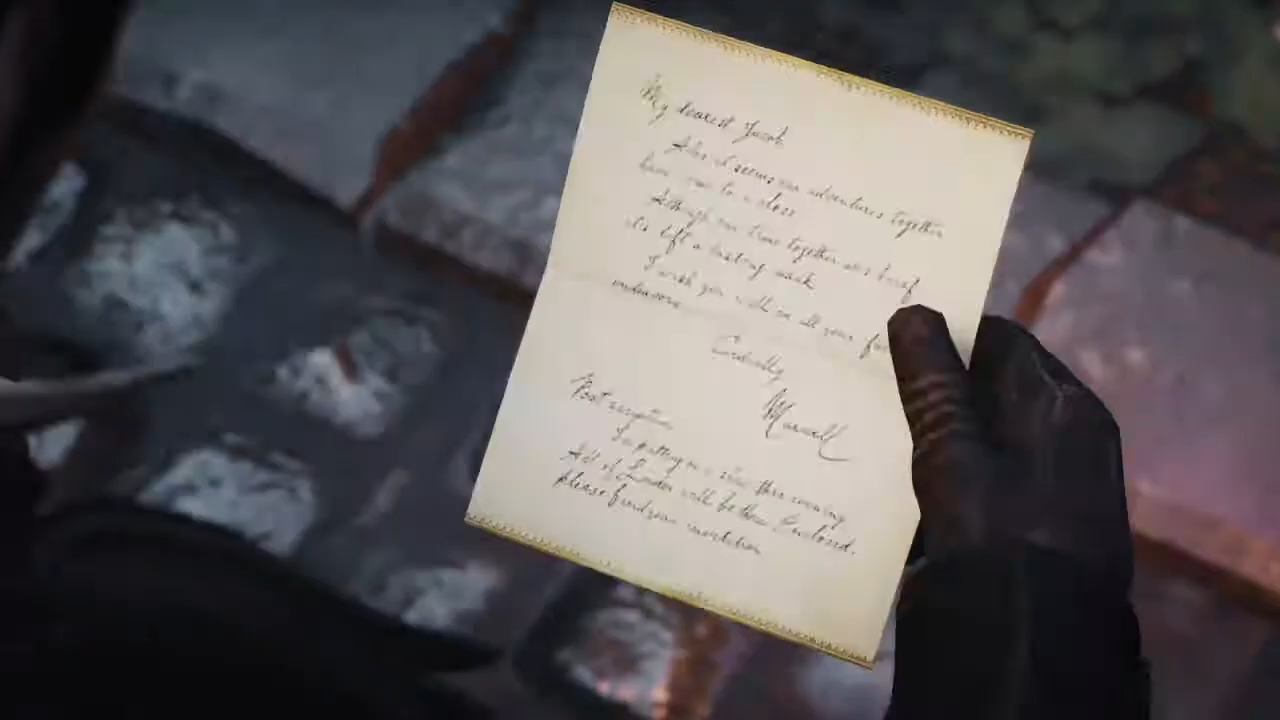 My dearest Jacob
Alas it seems our adventures together
have come to a close
Although our time together was brief
it's left a lasting mark
I wish you well in all your
endeavors
Cordially
Maxwell
Post scriptum
I'm putting on a show this evening
All of London will be there Enclosed.
please find your invitation